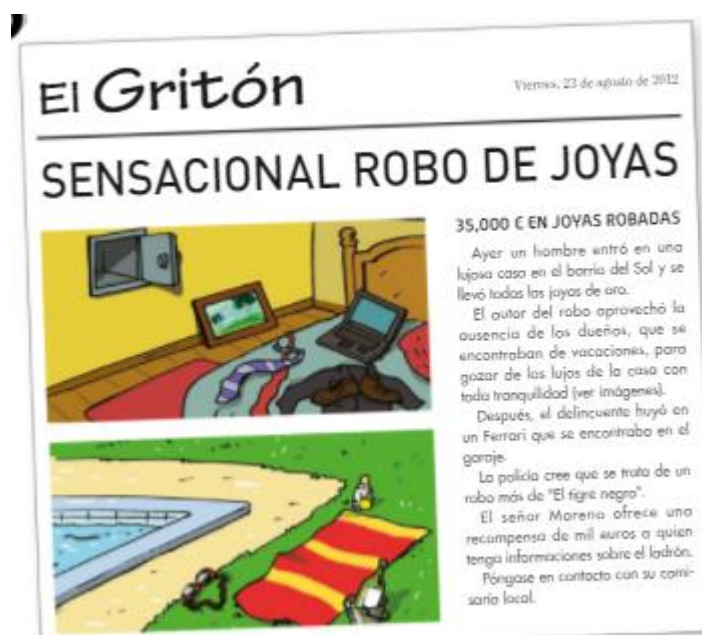 El Gritón
Viernes, 23 de agosto de 2012
SENSACIONAL ROBO DE JOYAS
35,000 € EN JOYAS ROBADAS
Ayer un hombre entró en una
lujosa casa en el barrio del Sol y se
llevó todas las joyas de oro.
El autor del robo aprovechó la
ausencia de los dueños, que se
encontraban de vacaciones, para
gozar de los lujos de la casa con
toda tranquilidad (ver imágenes).
Después, el delincuente huyó en
un Ferrari que se encontraba en el
garaje.
La policía cree que se trata de un
robo más de "El tigre negro".
El señor Moreno ofrece una
recompensa de mil euros a quien
tenga informaciones sobre el ladrón.
Póngase en contacto con su comi-
saría local.